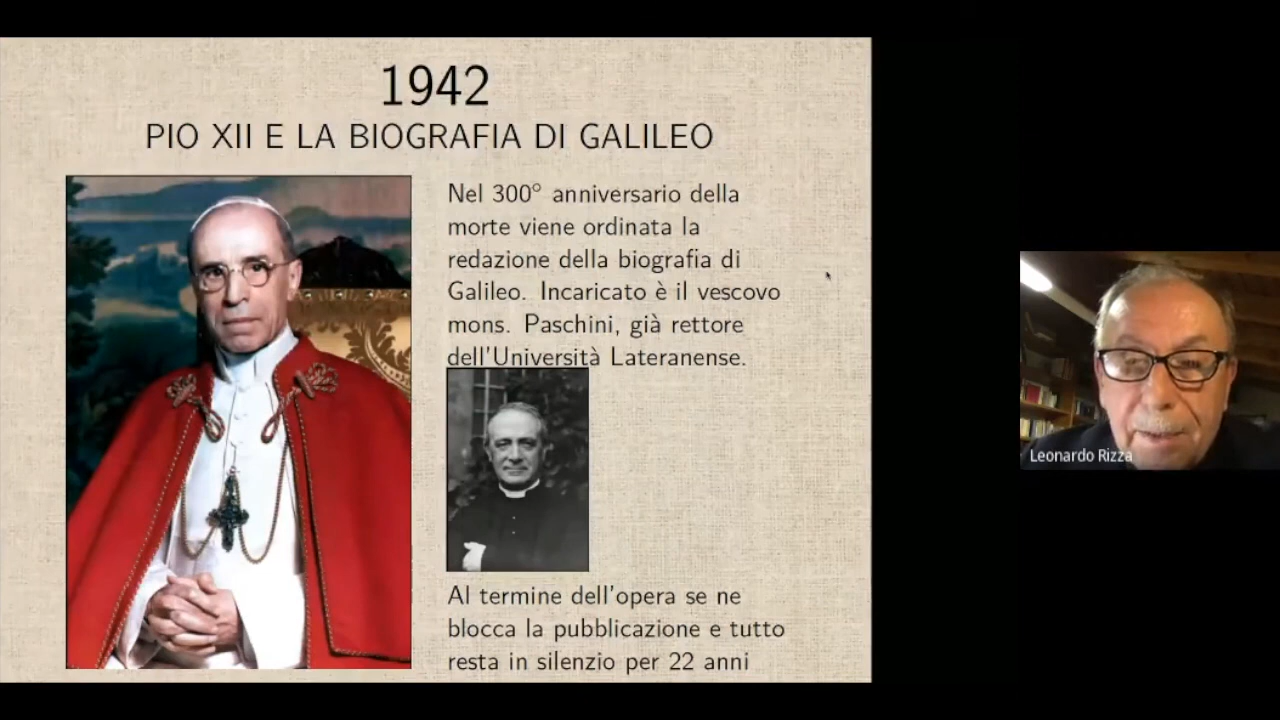 1942
PIO XII E LA BIOGRAFIA DI GALILEO
Nel 300° anniversario della
morte viene ordinata la
redazione della biografia di
Galileo. Incaricato è il vescovo
mons. Paschini, già rettore
dell'Università Lateranense.
Al termine dell'opera se ne
blocca la pubblicazione e tutto
resta in silenzio per 22 anni
Leonardo Rizza